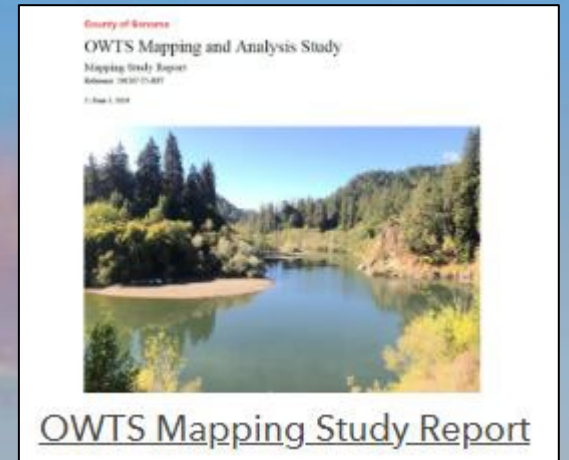 County of Sonoma
OWTS Mapping and Analysis Study
Mapping Study Report
OWTS Mapping Study Report